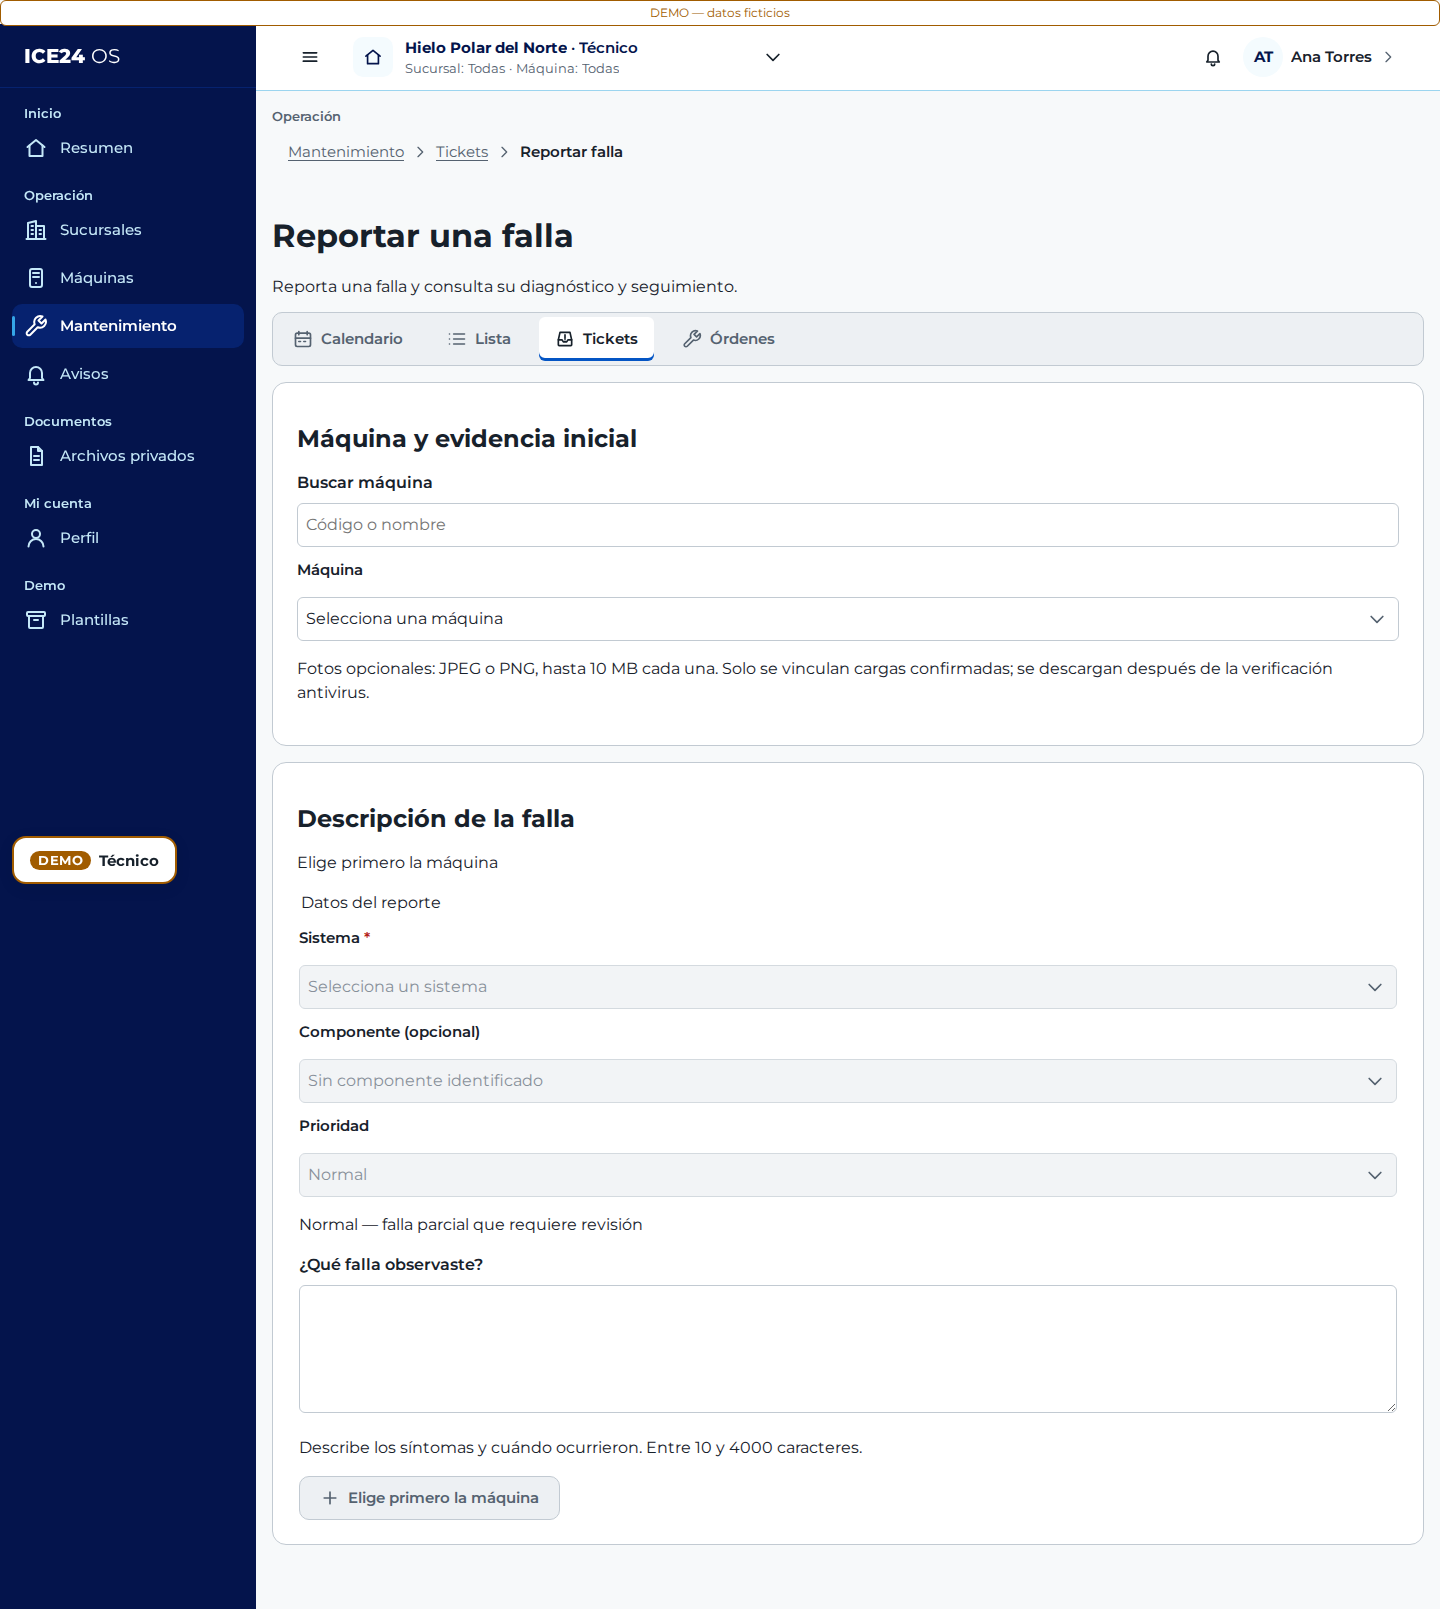 DEMO — datos ficticios
ICE24 OS
Inicio
Resumen
Operación
Sucursales
Máquinas
Mantenimiento
Avisos
Documentos
Archivos privados
Mi cuenta
Perfil
Demo
Plantillas
DEMO Técnico
Hielo Polar del Norte · Técnico
Sucursal: Todas · Máquina: Todas
AT Ana Torres
Operación
Mantenimiento > Tickets > Reportar falla
Reportar una falla
Reporta una falla y consulta su diagnóstico y seguimiento.
Calendario Lista Tickets Órdenes
Máquina y evidencia inicial
Buscar máquina
Código o nombre
Máquina
Selecciona una máquina
Fotos opcionales: JPEG o PNG, hasta 10 MB cada una. Solo se vinculan cargas confirmadas; se descargan después de la verificación
antivirus.
Descripción de la falla
Elige primero la máquina
Datos del reporte
Sistema *
Selecciona un sistema
Componente (opcional)
Sin componente identificado
Prioridad
Normal
Normal — falla parcial que requiere revisión
¿Qué falla observaste?
Describe los síntomas y cuándo ocurrieron. Entre 10 y 4000 caracteres.
+ Elige primero la máquina